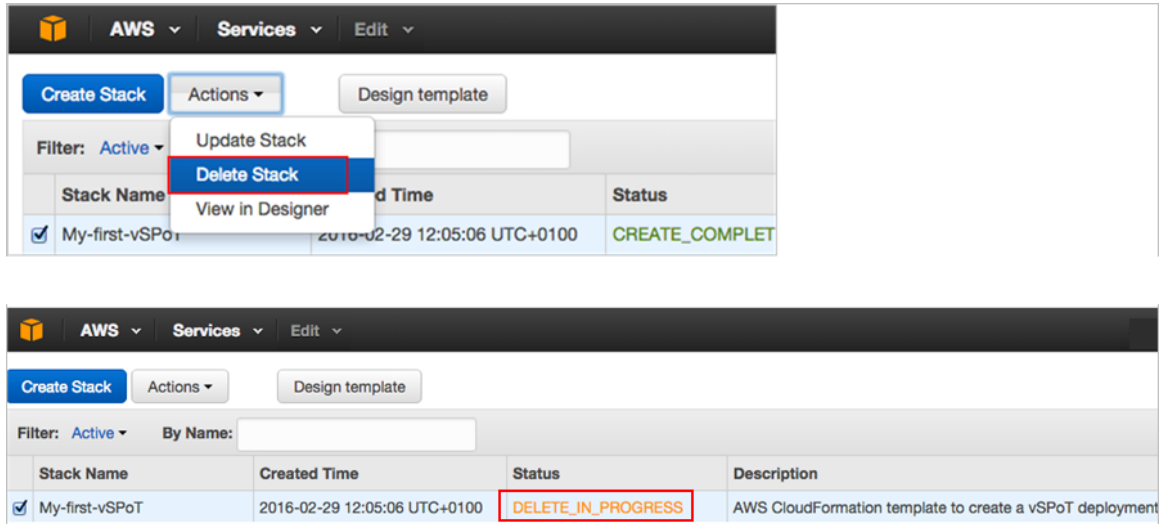 AWS Services Edit
Create Stack Actions Design template
Filter: Active
Update Stack
Delete Stack
View in Designer
Stack Name d Time Status
My-first-vSPoT 2016-02-29 12:05:06 UTC+0100 CREATE_COMPLET
AWS Services Edit
Create Stack Actions Design template
Filter: Active By Name:
Stack Name Created Time Status Description
My-first-vSPoT 2016-02-29 12:05:06 UTC+0100 DELETE_IN_PROGRESS AWS CloudFormation template to create a vSPoT deployment